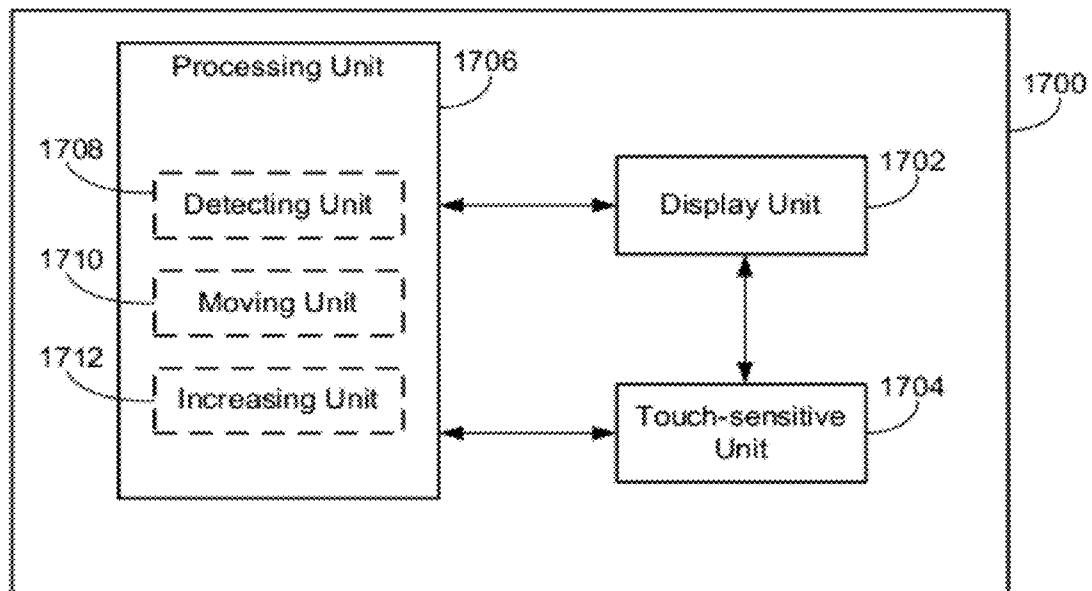 Processing Unit
1706
1700
1708
Detecting Unit
1702
Display Unit
1710
Moving Unit
1712
Increasing Unit
1704
Touch-sensitive
Unit